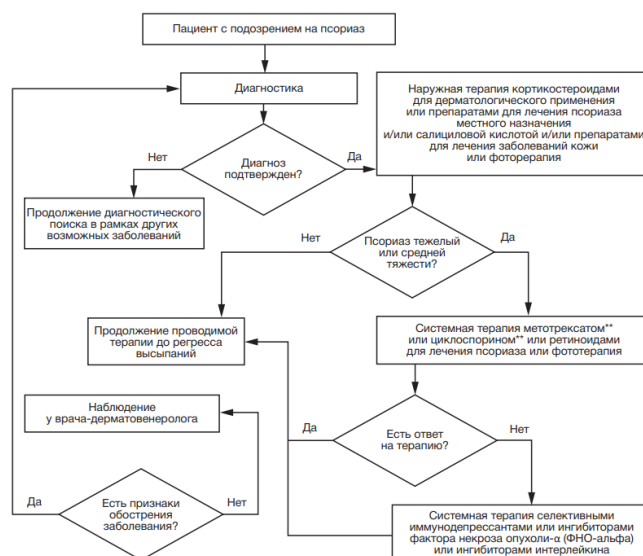 Пациент с подозрением на псориаз
Диагностика
Наружная терапия кортикостероидами
для дерматологического применения
или препаратами для лечения псориаза
местного назначения
и/или салициловой кислотой и/или препаратами
для лечения заболеваний кожи
или фоторерапия
Нет
Диагноз
подтвержден?
Да
Продолжение диагностического
поиска в рамках других
возможных заболеваний
Нет
Псориаз тяжелый
или средней
тяжести?
Да
Продолжение проводимой
терапии до регресса
высыпаний
Системная терапия метотрексатом**
или циклоспорином** или ретиноидами
для лечения псориаза или фототерапия
Наблюдение
у врача-дерматовенеролога
Да
Есть ответ
на терапию?
Нет
Да
Есть признаки
обострения
заболевания?
Нет
Системная терапия селективными
иммунодепрессантами или ингибиторами
фактора некроза опухоли-α (ФНО-альфа)
или ингибиторами интерлейкина